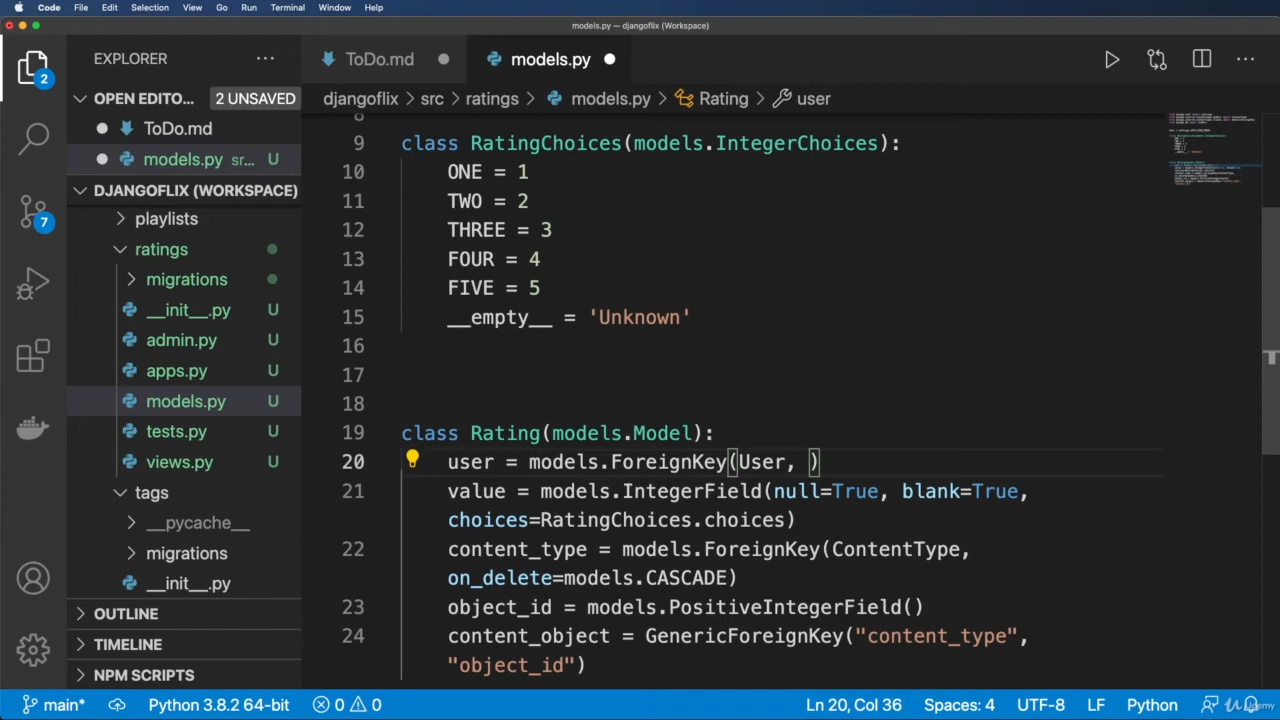 Code File Edit Selection View Go Run Terminal Window Help
models.py — djangoflix (Workspace)
EXPLORER
ToDo.md
models.py
OPEN EDITO... 2 UNSAVED
djangoflix > src > ratings > models.py > Rating > user
2
ToDo.md
models.py sr... U
DJANGOFLIX (WORKSPACE)
playlists
ratings
7
migrations
__init__.py U
admin.py U
apps.py U
models.py U
tests.py U
views.py U
tags
__pycache__
migrations
__init__.py U
OUTLINE
TIMELINE
NPM SCRIPTS
8
9 class RatingChoices(models.IntegerChoices):
10 ONE = 1
11 TWO = 2
12 THREE = 3
13 FOUR = 4
14 FIVE = 5
15 __empty__ = 'Unknown'
16
17
18
19 class Rating(models.Model):
20 user = models.ForeignKey(User, )
21 value = models.IntegerField(null=True, blank=True,
choices=RatingChoices.choices)
22 content_type = models.ForeignKey(ContentType,
on_delete=models.CASCADE)
23 object_id = models.PositiveIntegerField()
24 content_object = GenericForeignKey("content_type",
"object_id")
main* Python 3.8.2 64-bit 0 0 Ln 20, Col 36 Spaces: 4 UTF-8 LF Python
Udemy